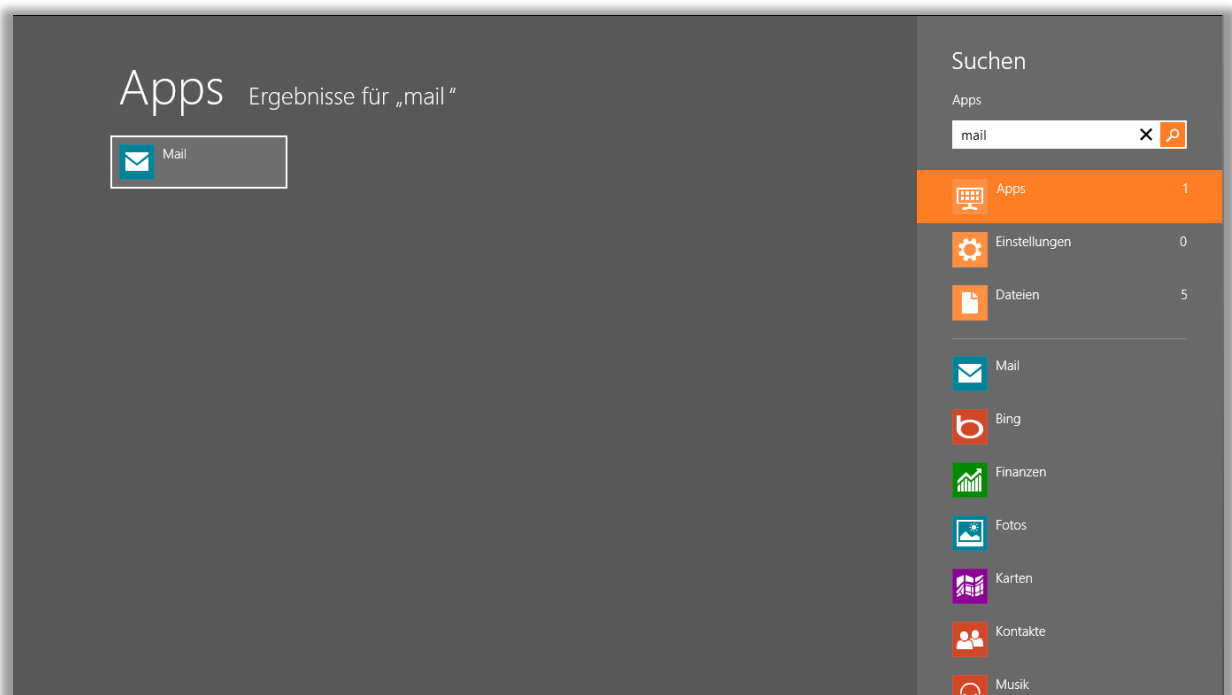 Apps Ergebnisse für „mail“
Mail
Suchen
Apps
mail
Apps 1
Einstellungen 0
Dateien 5
Mail
Bing
Finanzen
Fotos
Karten
Kontakte
Musik